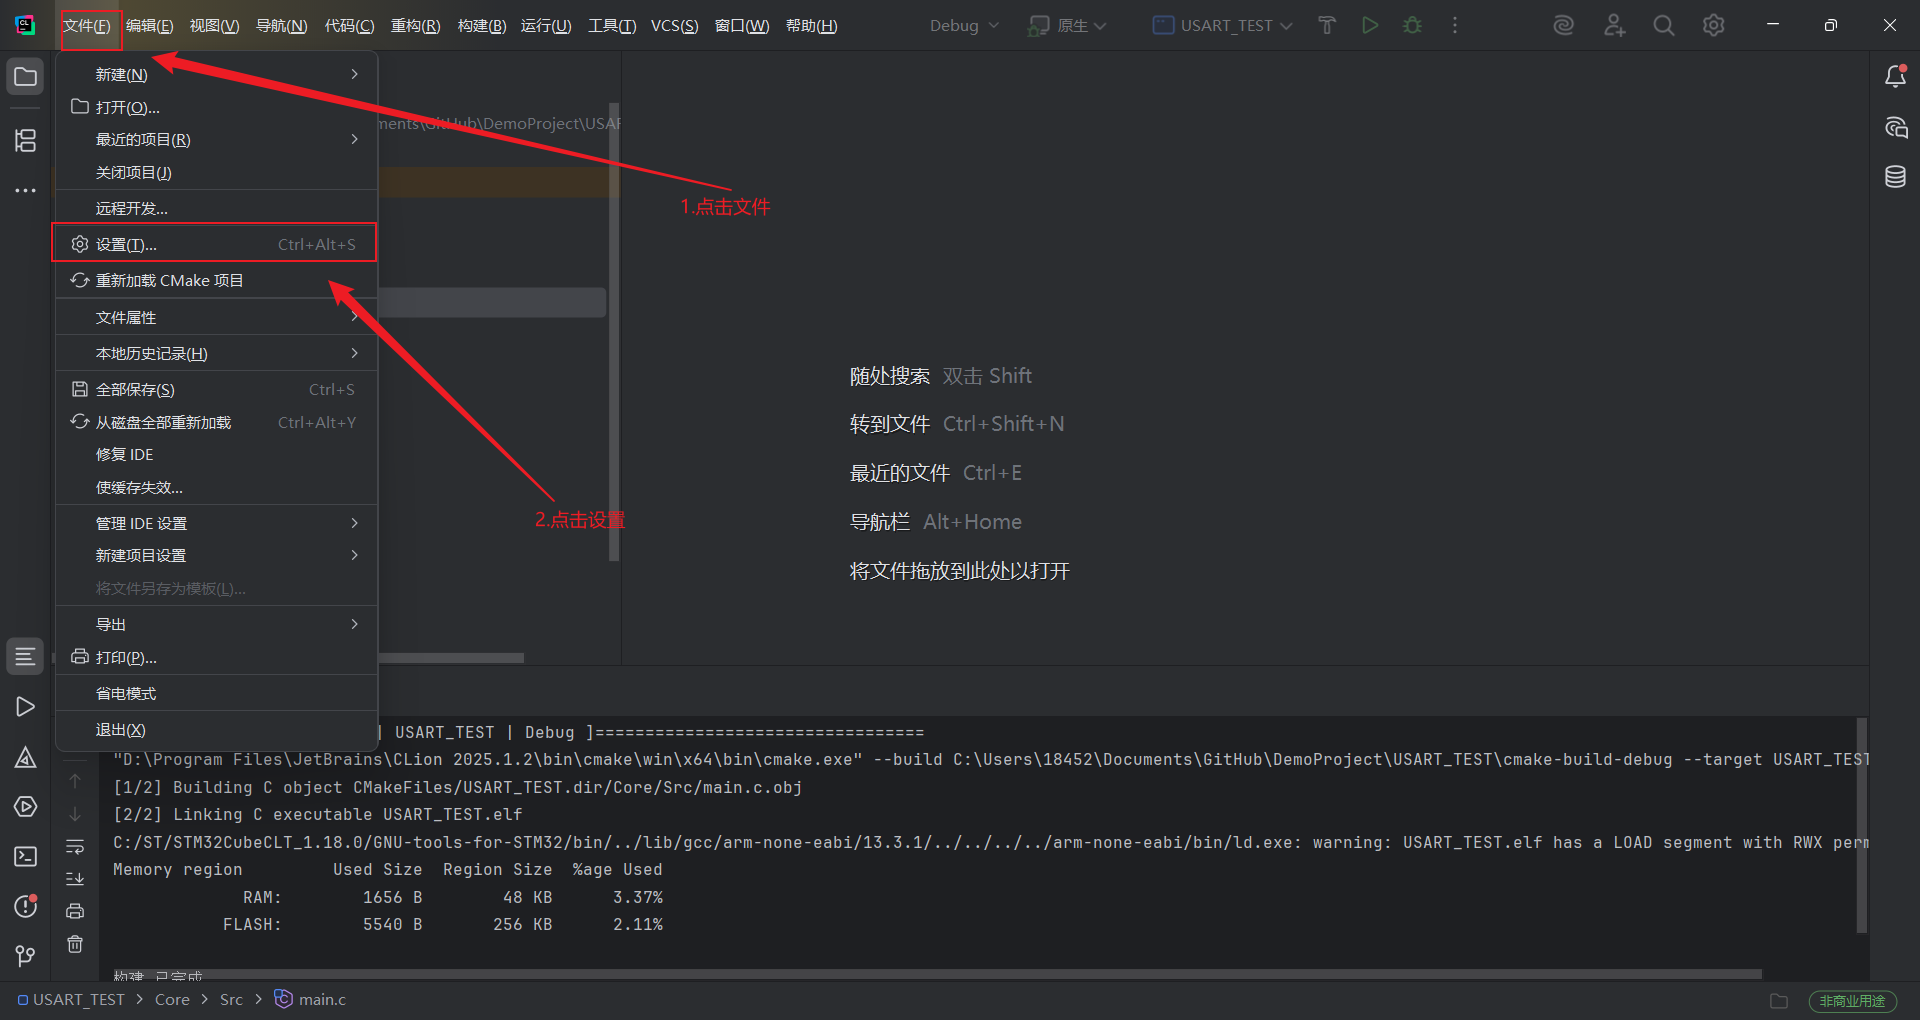 文件(F) 编辑(E) 视图(V) 导航(N) 代码(C) 重构(R) 构建(B) 运行(U) 工具(T) VCS(S) 窗口(W) 帮助(H) Debug 原生 USART_TEST
新建(N)
打开(O)...
ments\GitHub\DemoProject\USAR
最近的项目(R)
关闭项目(J)
远程开发...
1.点击文件
设置(T)... Ctrl+Alt+S
重新加载 CMake 项目
文件属性
本地历史记录(H)
全部保存(S) Ctrl+S
从磁盘全部重新加载 Ctrl+Alt+Y
修复 IDE
使缓存失效...
管理 IDE 设置
2.点击设置
新建项目设置
将文件另存为模板(L)...
导出
打印(P)...
省电模式
退出(X)
随处搜索 双击 Shift
转到文件 Ctrl+Shift+N
最近的文件 Ctrl+E
导航栏 Alt+Home
将文件拖放到此处以打开
| USART_TEST | Debug ]=================================
"D:\Program Files\JetBrains\CLion 2025.1.2\bin\cmake\win\x64\bin\cmake.exe" --build C:\Users\18452\Documents\GitHub\DemoProject\USART_TEST\cmake-build-debug --target USART_TEST
[1/2] Building C object CMakeFiles/USART_TEST.dir/Core/Src/main.c.obj
[2/2] Linking C executable USART_TEST.elf
C:/ST/STM32CubeCLT_1.18.0/GNU-tools-for-STM32/bin/../lib/gcc/arm-none-eabi/13.3.1/../../../../arm-none-eabi/bin/ld.exe: warning: USART_TEST.elf has a LOAD segment with RWX perm
Memory region Used Size Region Size %age Used
RAM: 1656 B 48 KB 3.37%
FLASH: 5540 B 256 KB 2.11%
构建 已完成
USART_TEST > Core > Src > main.c
非商业用途